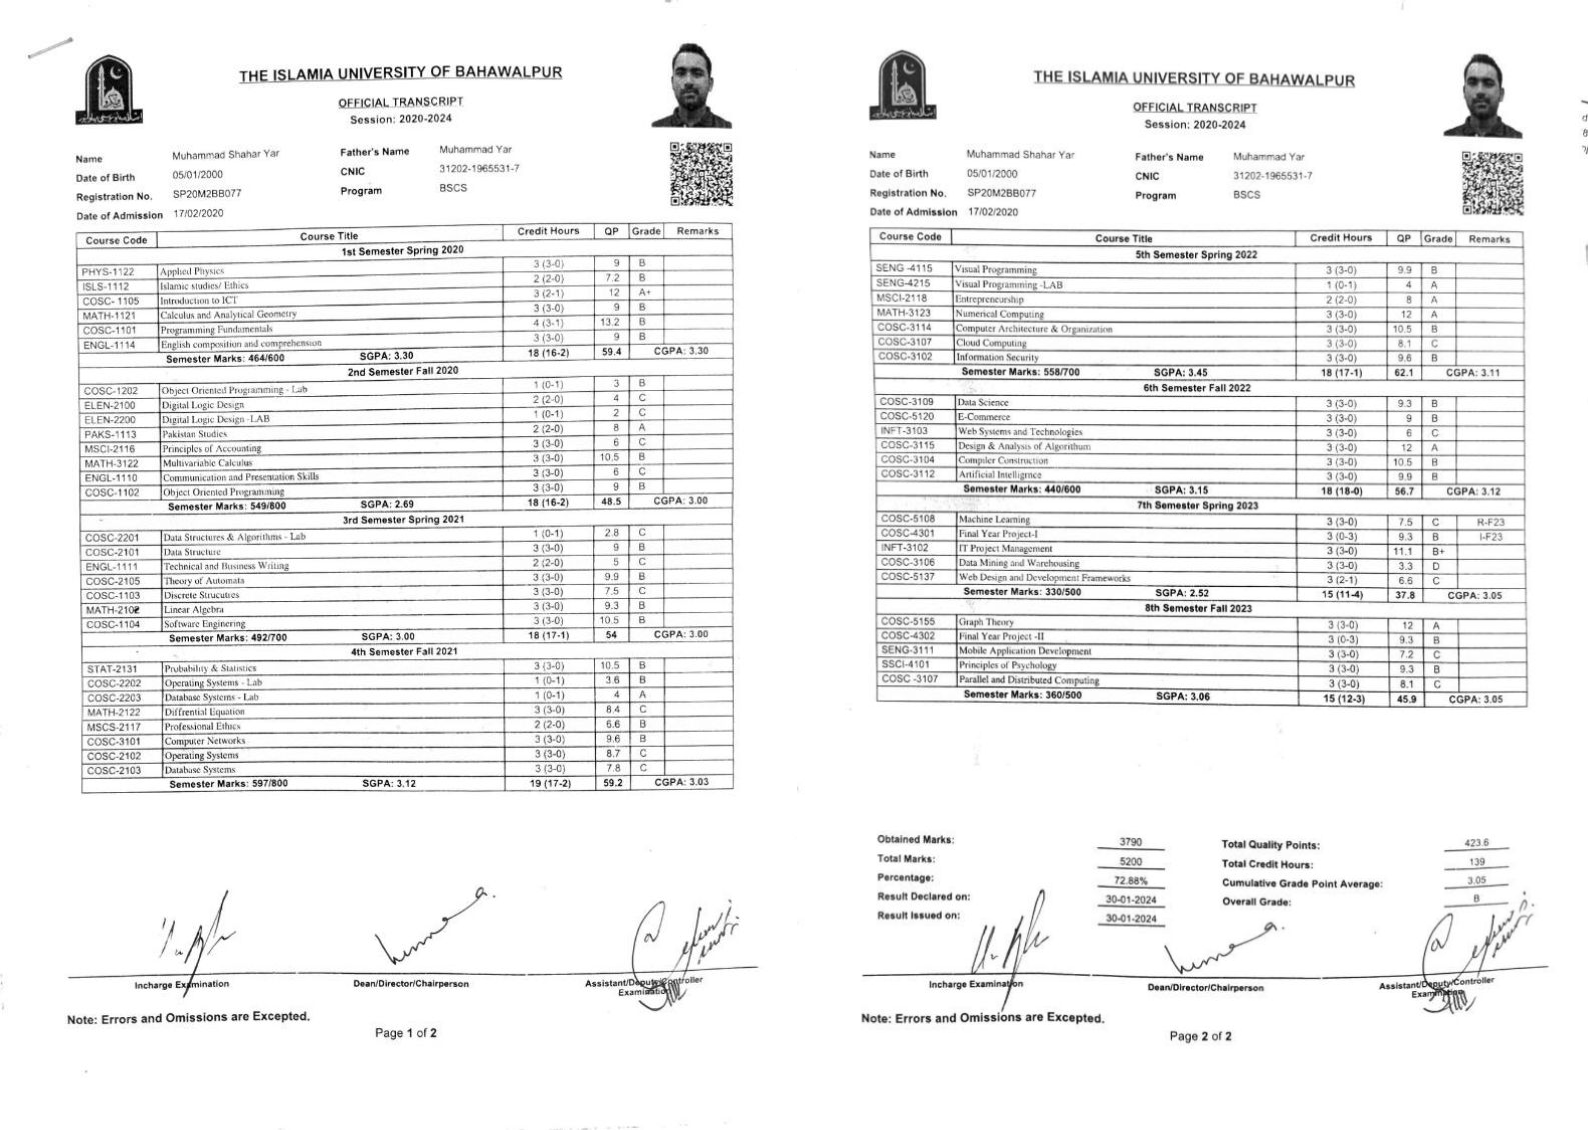 THE ISLAMIA UNIVERSITY OF BAHAWALPUR
OFFICIAL TRANSCRIPT
Session: 2020-2024
Name Muhammad Shahar Yar Father's Name Muhammad Yar
Date of Birth 05/01/2000 CNIC 31202-1965531-7
Registration No. SP20M2BB077 Program BSCS
Date of Admission 17/02/2020
Course Code Course Title Credit Hours QP Grade Remarks
1st Semester Spring 2020
PHYS-1122 Applied Physics 3 (3-0) 9 B
ISLS-1112 Islamic studies/ Ethics 2 (2-0) 7.2 B
COSC- 1105 Introduction to ICT 3 (2-1) 12 A+
MATH-1121 Calculus and Analytical Geometry 3 (3-0) 9 B
COSC-1101 Programming Fundamentals 4 (3-1) 13.2 B
ENGL-1114 English composition and comprehension 3 (3-0) 9 B
Semester Marks: 464/600 SGPA: 3.30 18 (16-2) 59.4 CGPA: 3.30
2nd Semester Fall 2020
COSC-1202 Object Oriented Programming - Lab 1 (0-1) 3 B
ELEN-2100 Digital Logic Design 2 (2-0) 4 C
ELEN-2200 Digital Logic Design -LAB 1 (0-1) 2 C
PAKS-1113 Pakistan Studies 2 (2-0) 8 A
MSCI-2116 Principles of Accounting 3 (3-0) 6 C
MATH-3122 Multivariable Calculus 3 (3-0) 10.5 B
ENGL-1110 Communication and Presentation Skills 3 (3-0) 6 C
COSC-1102 Object Oriented Programming 3 (3-0) 9 B
Semester Marks: 549/800 SGPA: 2.69 18 (16-2) 48.5 CGPA: 3.00
3rd Semester Spring 2021
COSC-2201 Data Structures & Algorithms - Lab 1 (0-1) 2.8 C
COSC-2101 Data Structure 3 (3-0) 9 B
ENGL-1111 Technical and Business Writing 2 (2-0) 5 C
COSC-2105 Theory of Automata 3 (3-0) 9.9 B
COSC-1103 Discrete Strucutres 3 (3-0) 7.5 C
MATH-2102 Linear Algebra 3 (3-0) 9.3 B
COSC-1104 Software Enginering 3 (3-0) 10.5 B
Semester Marks: 492/700 SGPA: 3.00 18 (17-1) 54 CGPA: 3.00
4th Semester Fall 2021
STAT-2131 Probability & Statistics 3 (3-0) 10.5 B
COSC-2202 Operating Systems - Lab 1 (0-1) 3.6 B
COSC-2203 Database Systems - Lab 1 (0-1) 4 A
MATH-2122 Diffrential Equation 3 (3-0) 8.4 C
MSCS-2117 Professional Ethics 2 (2-0) 6.6 B
COSC-3101 Computer Networks 3 (3-0) 9.6 B
COSC-2102 Operating Systems 3 (3-0) 8.7 C
COSC-2103 Database Systems 3 (3-0) 7.8 C
Semester Marks: 597/800 SGPA: 3.12 19 (17-2) 59.2 CGPA: 3.03
Incharge Examination Dean/Director/Chairperson Assistant/Deputy/Controller
Examination
Note: Errors and Omissions are Excepted.
Page 1 of 2
THE ISLAMIA UNIVERSITY OF BAHAWALPUR
OFFICIAL TRANSCRIPT
Session: 2020-2024
Name Muhammad Shahar Yar Father's Name Muhammad Yar
Date of Birth 05/01/2000 CNIC 31202-1965531-7
Registration No. SP20M2BB077 Program BSCS
Date of Admission 17/02/2020
Course Code Course Title Credit Hours QP Grade Remarks
5th Semester Spring 2022
SENG -4115 Visual Programming 3 (3-0) 9.9 B
SENG-4215 Visual Programming -LAB 1 (0-1) 4 A
MSCI-2118 Entrepreneurship 2 (2-0) 8 A
MATH-3123 Numerical Computing 3 (3-0) 12 A
COSC-3114 Computer Architecture & Organization 3 (3-0) 10.5 B
COSC-3107 Cloud Computing 3 (3-0) 8.1 C
COSC-3102 Information Security 3 (3-0) 9.6 B
Semester Marks: 558/700 SGPA: 3.45 18 (17-1) 62.1 CGPA: 3.11
6th Semester Fall 2022
COSC-3109 Data Science 3 (3-0) 9.3 B
COSC-5120 E-Commerce 3 (3-0) 9 B
INFT-3103 Web Systems and Technologies 3 (3-0) 6 C
COSC-3115 Design & Analysis of Algorithum 3 (3-0) 12 A
COSC-3104 Compiler Construction 3 (3-0) 10.5 B
COSC-3112 Artificial Intelligence 3 (3-0) 9.9 B
Semester Marks: 440/600 SGPA: 3.15 18 (18-0) 56.7 CGPA: 3.12
7th Semester Spring 2023
COSC-5108 Machine Learning 3 (3-0) 7.5 C R-F23
COSC-4301 Final Year Project-I 3 (0-3) 9.3 B I-F23
INFT-3102 IT Project Management 3 (3-0) 11.1 B+
COSC-3106 Data Mining and Warehousing 3 (3-0) 3.3 D
COSC-5137 Web Design and Development Frameworks 3 (2-1) 6.6 C
Semester Marks: 330/500 SGPA: 2.52 15 (11-4) 37.8 CGPA: 3.05
8th Semester Fall 2023
COSC-5155 Graph Theory 3 (3-0) 12 A
COSC-4302 Final Year Project -II 3 (0-3) 9.3 B
SENG-3111 Mobile Application Development 3 (3-0) 7.2 C
SSCI-4101 Principles of Psychology 3 (3-0) 9.3 B
COSC -3107 Parallel and Distributed Computing 3 (3-0) 8.1 C
Semester Marks: 360/500 SGPA: 3.06 15 (12-3) 45.9 CGPA: 3.05
Obtained Marks: 3790 Total Quality Points: 423.6
Total Marks: 5200 Total Credit Hours: 139
Percentage: 72.88% Cumulative Grade Point Average: 3.05
Result Declared on: 30-01-2024 Overall Grade: B
Result Issued on: 30-01-2024
Incharge Examination Dean/Director/Chairperson Assistant/Deputy/Controller
Examination
Note: Errors and Omissions are Excepted.
Page 2 of 2